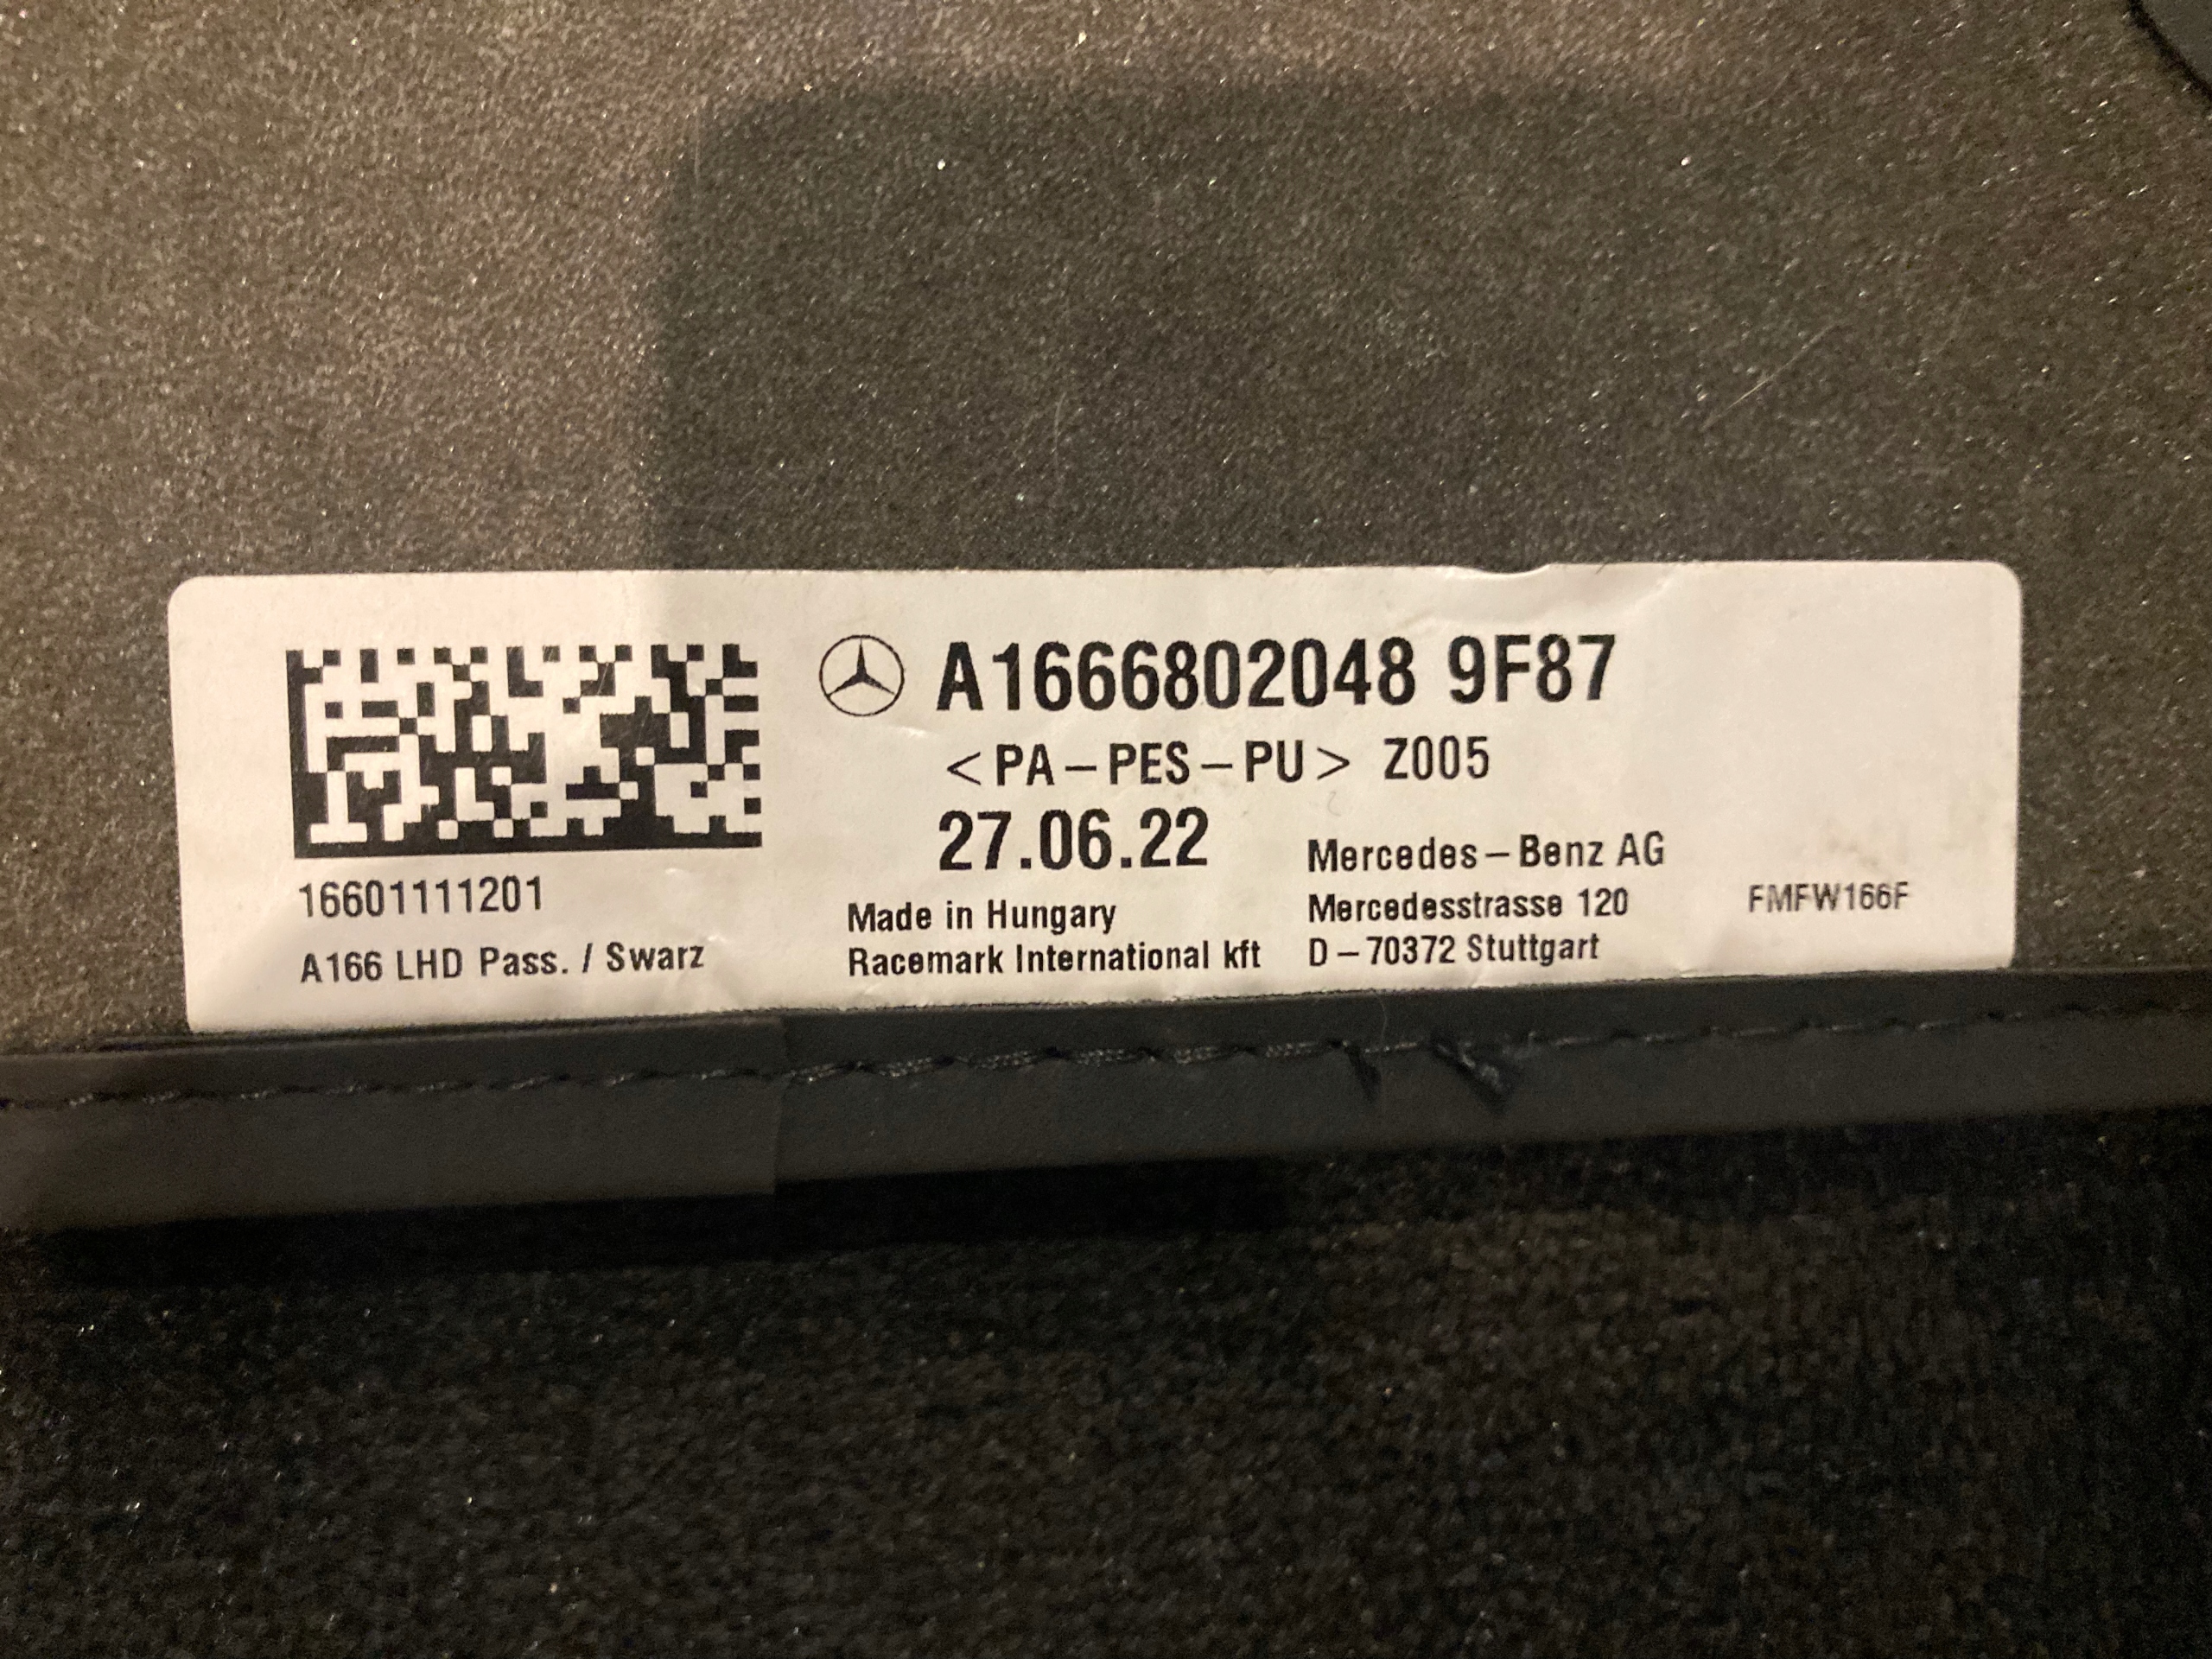 A1666802048 9F87
<PA-PES-PU> Z005
27.06.22
16601111201
A166 LHD Pass. / Swarz
Made in Hungary
Racemark International kft
Mercedes-Benz AG
Mercedesstrasse 120
D-70372 Stuttgart
FMFW166F